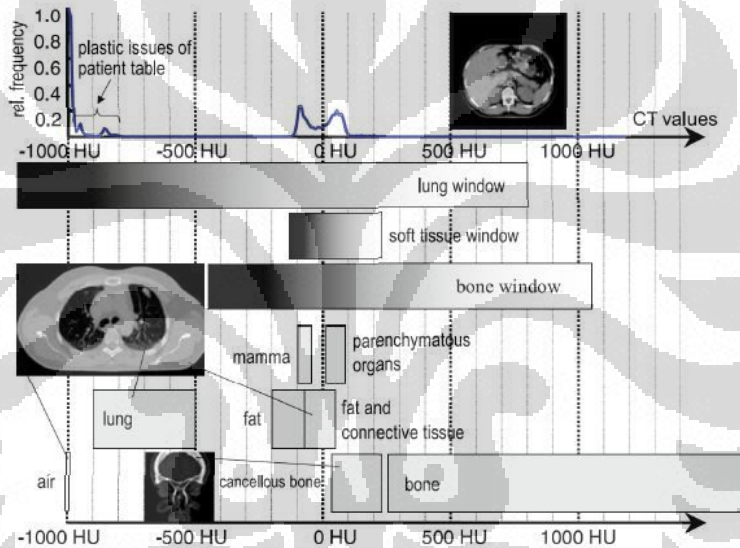 1.0
0.8
0.6
0.4
0.2
rel. frequency
plastic issues of
patient table
CT values
-1000 HU
-500 HU
0 HU
500 HU
1000 HU
lung window
soft tissue window
bone window
mamma
parenchymatous
organs
lung
fat
fat and
connective tissue
air
cancellous bone
bone
-1000 HU
-500 HU
0 HU
500 HU
1000 HU